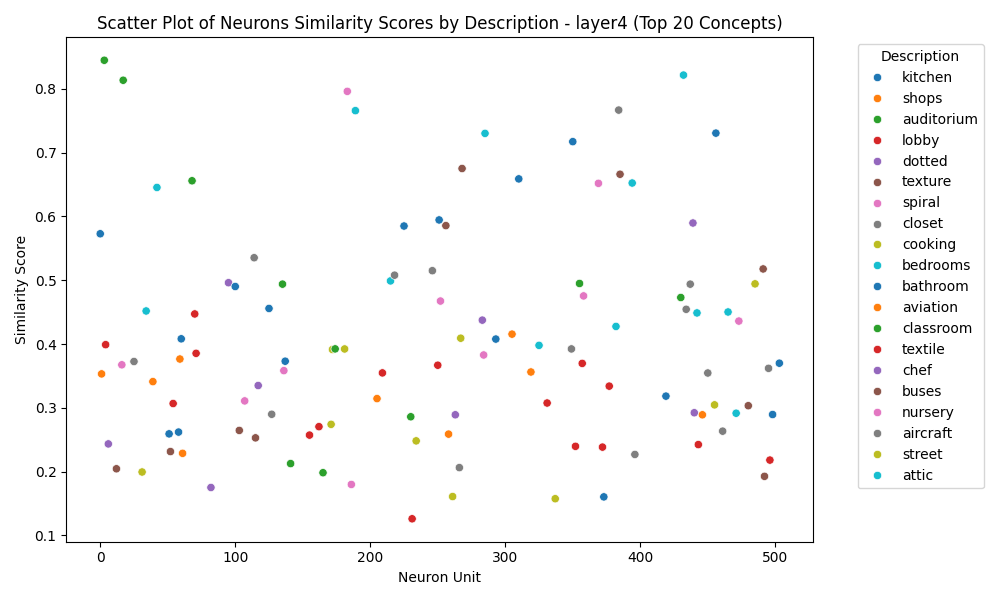 Scatter Plot of Neurons Similarity Scores by Description - layer4 (Top 20 Concepts)
Similarity Score
0.8
0.7
0.6
0.5
0.4
0.3
0.2
0.1
0
100
200
300
400
500
Neuron Unit
Description
kitchen
shops
auditorium
lobby
dotted
texture
spiral
closet
cooking
bedrooms
bathroom
aviation
classroom
textile
chef
buses
nursery
aircraft
street
attic